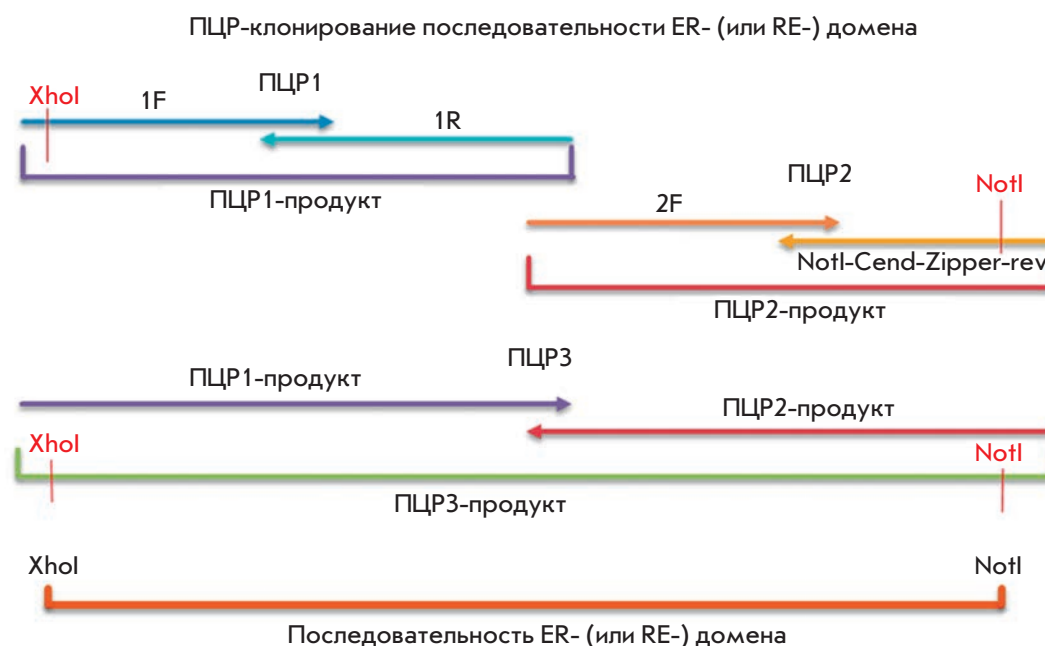 ПЦР-клонирование последовательности ER- (или RE-) домена
ПЦР1
XhoI
1F
1R
ПЦР1-продукт
ПЦР2
NotI
2F
NotI-Cend-Zipper-rev
ПЦР2-продукт
ПЦР3
ПЦР1-продукт
ПЦР2-продукт
XhoI
NotI
ПЦР3-продукт
XhoI
NotI
Последовательность ER- (или RE-) домена